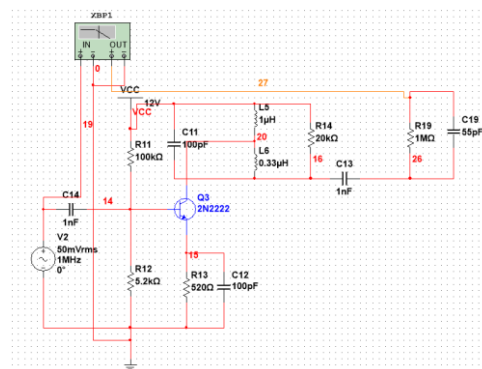 XBP1
IN OUT
0
27
VCC
12V
VCC
19
L5
1µH
C11
100pF
20
L6
0.33µH
R14
20kΩ
R19
1MΩ
C19
55pF
R11
100kΩ
16
C13
1nF
26
C14
1nF
14
Q3
2N2222
V2
50mVrms
1MHz
0°
15
R12
5.2kΩ
R13
520Ω
C12
100pF